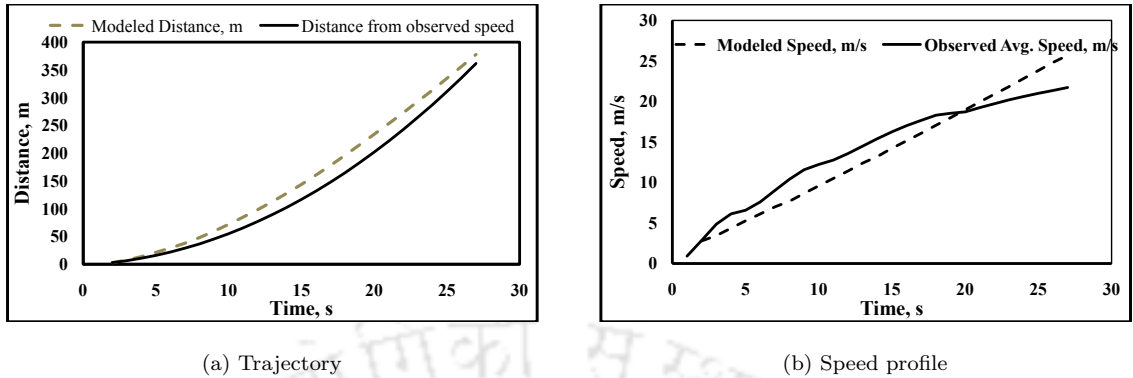 Modeled Distance, m Distance from observed speed
400
350
300
250
200
150
100
50
0
0 5 10 15 20 25 30
Distance, m
Time, s
(a) Trajectory
Modeled Speed, m/s Observed Avg. Speed, m/s
30
25
20
15
10
5
0
0 5 10 15 20 25 30
Speed, m/s
Time, s
(b) Speed profile